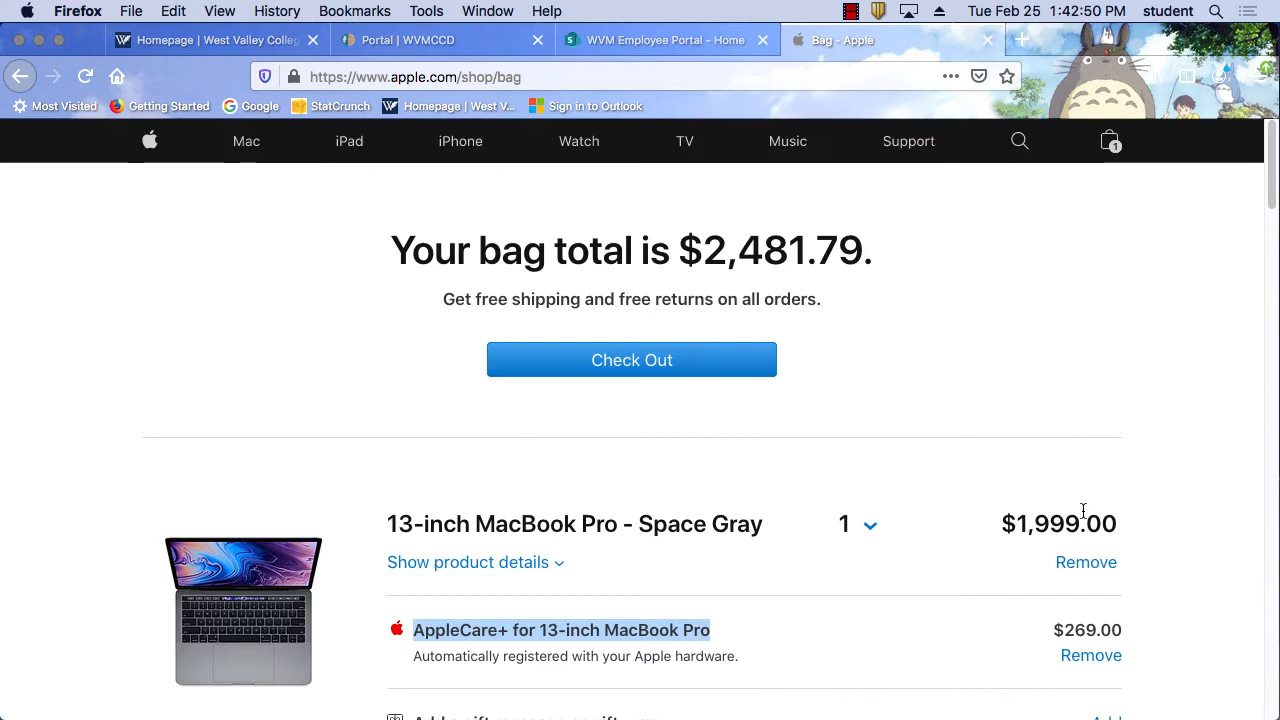 Firefox File Edit View History Bookmarks Tools Window Help Tue Feb 25 1:42:50 PM student
Homepage | West Valley Colleg Portal | WVMCCD WVM Employee Portal - Home Bag - Apple
https://www.apple.com/shop/bag
Most Visited Getting Started Google StatCrunch Homepage | West V... Sign in to Outlook
Mac iPad iPhone Watch TV Music Support 1
Your bag total is $2,481.79.
Get free shipping and free returns on all orders.
Check Out
13-inch MacBook Pro - Space Gray 1 $1,999.00
Show product details Remove
AppleCare+ for 13-inch MacBook Pro $269.00
Automatically registered with your Apple hardware. Remove